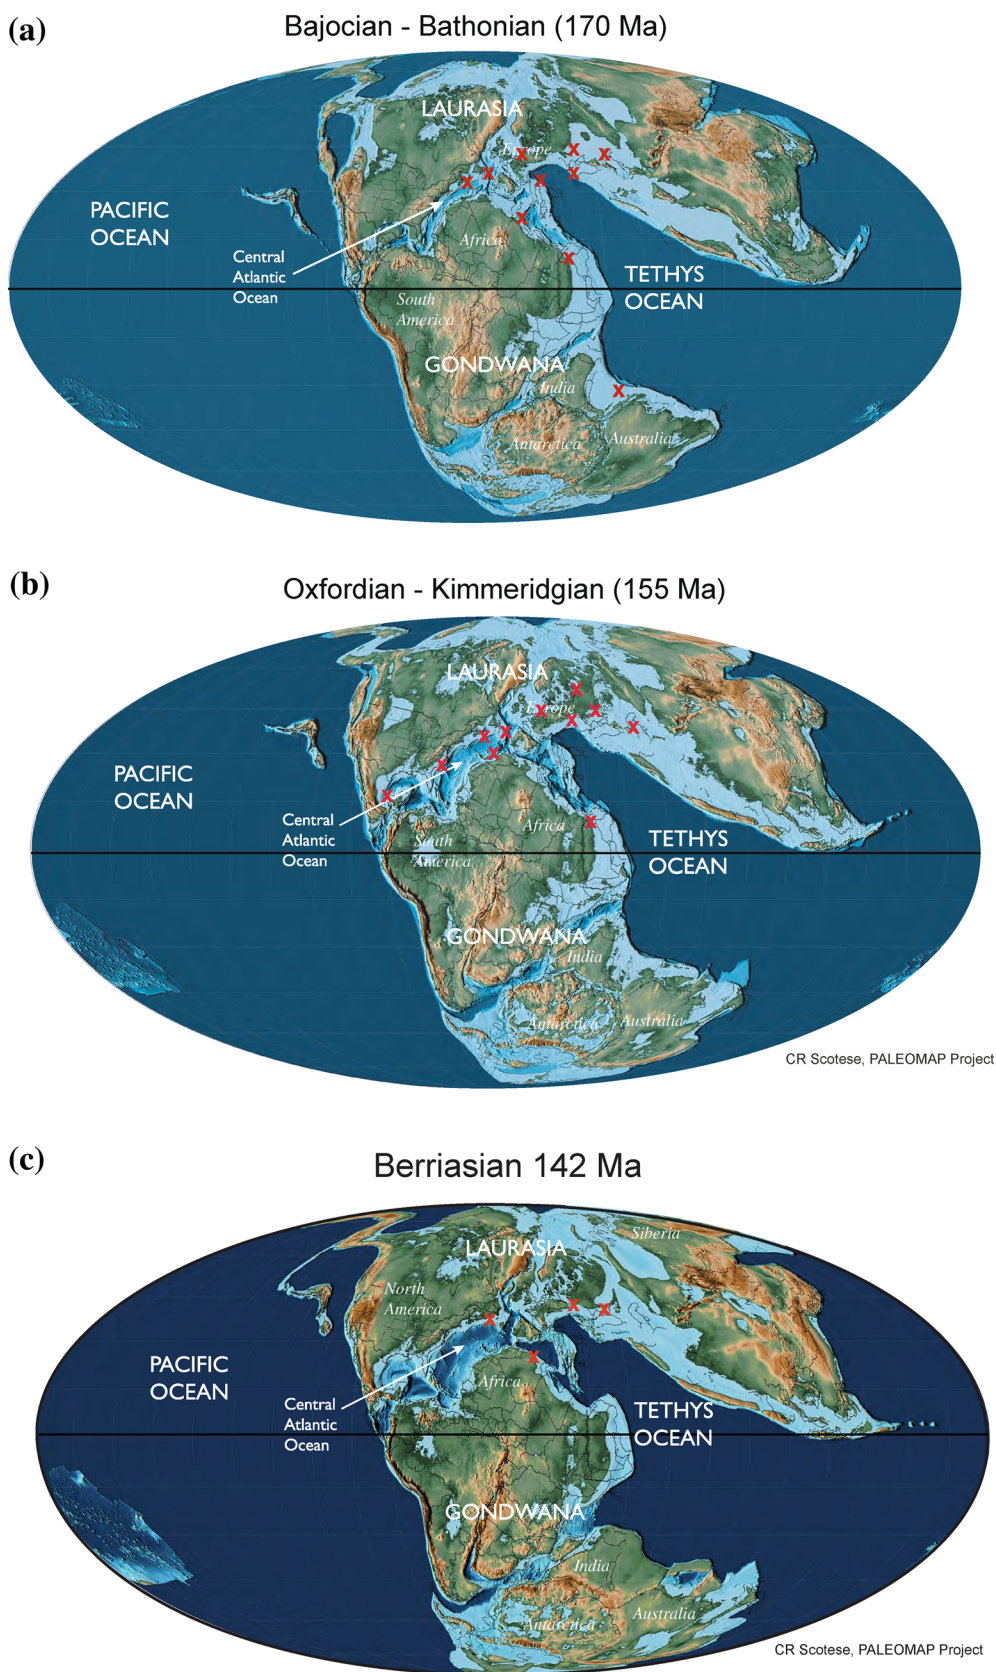 (a)
Bajocian - Bathonian (170 Ma)
LAURASIA
Europe
PACIFIC
OCEAN
Africa
Central
Atlantic
Ocean
TETHYS
OCEAN
South
America
GONDWANA
India
Antarctica
Australia
(b)
Oxfordian - Kimmeridgian (155 Ma)
LAURASIA
Europe
PACIFIC
OCEAN
Central
Atlantic
Ocean
Africa
South
America
TETHYS
OCEAN
GONDWANA
India
Antarctica
Australia
CR Scotese, PALEOMAP Project
(c)
Berriasian 142 Ma
Siberia
LAURASIA
North
America
PACIFIC
OCEAN
Africa
Central
Atlantic
Ocean
TETHYS
OCEAN
GONDWANA
India
Australia
Antarctica
CR Scotese, PALEOMAP Project